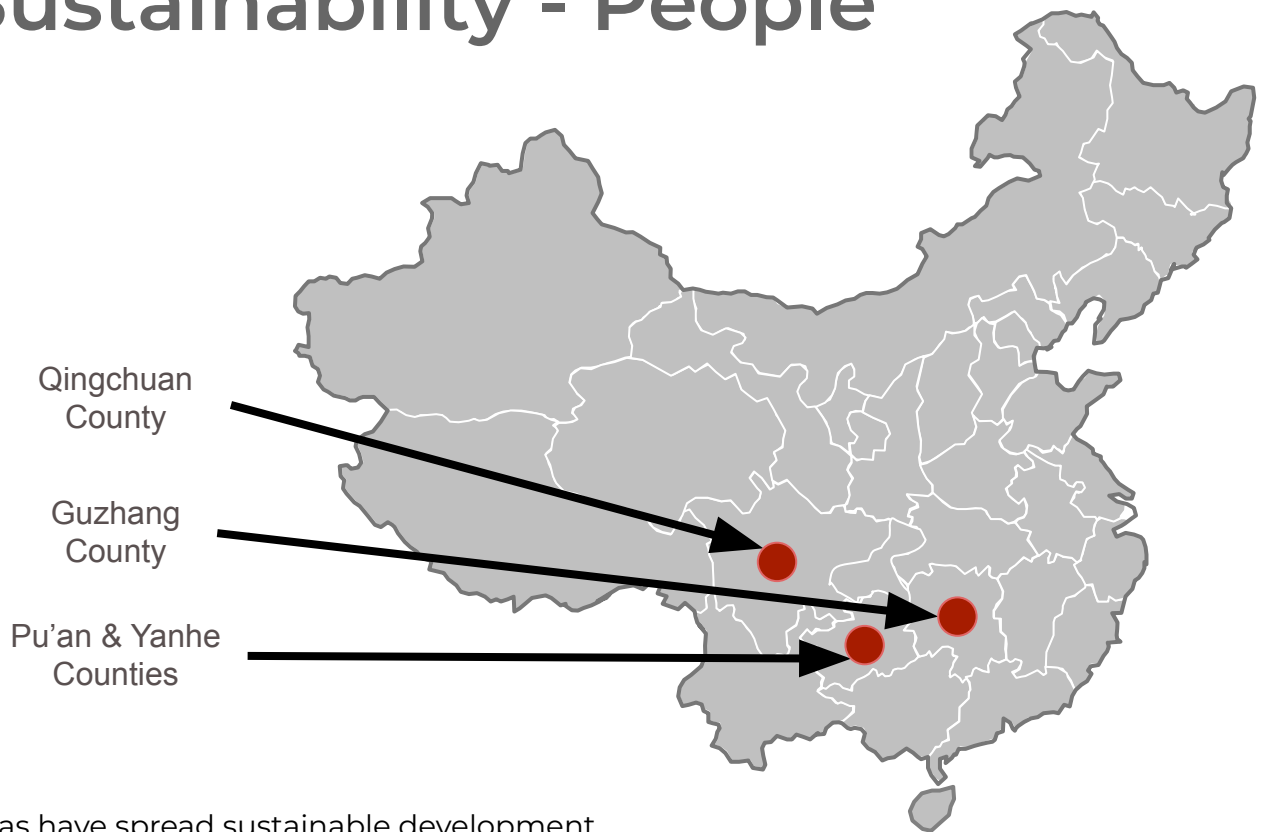 Sustainability - People
Qingchuan
County
Guzhang
County
Pu'an & Yanhe
Counties
as have spread sustainable development